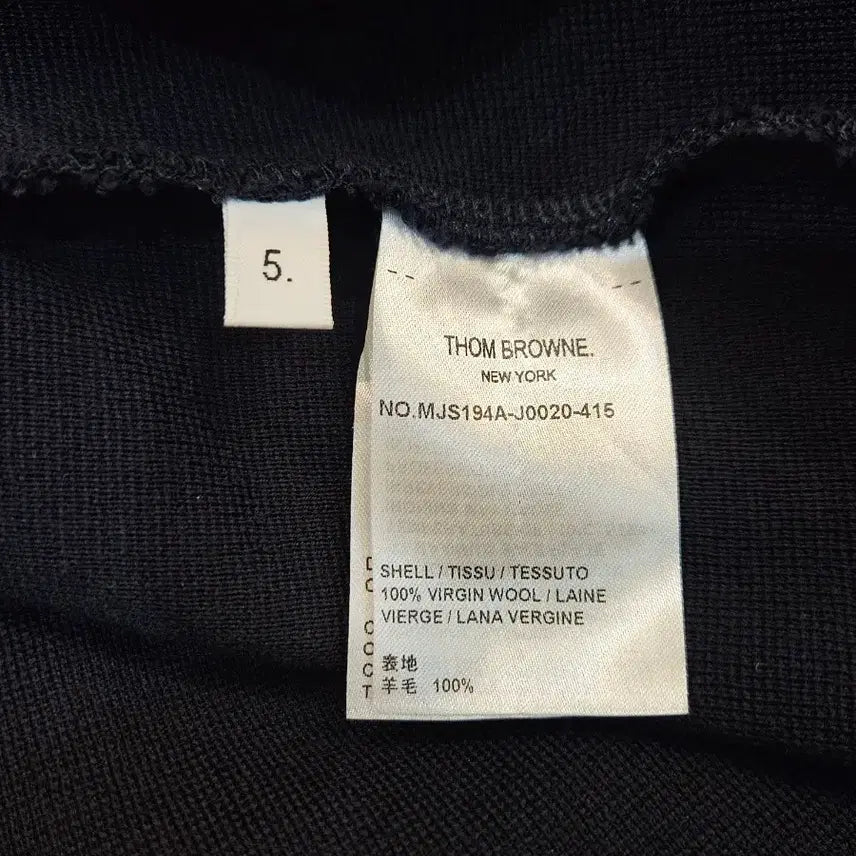 5.
THOM BROWNE.
NEW YORK
NO.MJS194A-J0020-415
SHELL / TISSU / TESSUTO
100% VIRGIN WOOL / LAINE
VIERGE / LANA VERGINE
表地
羊毛 100%